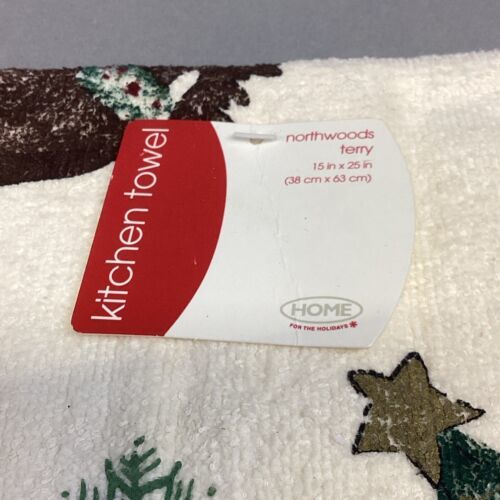 kitchen towel
northwoods
terry
15 in x 25 in
(38 cm x 63 cm)
HOME
FOR THE HOLIDAYS